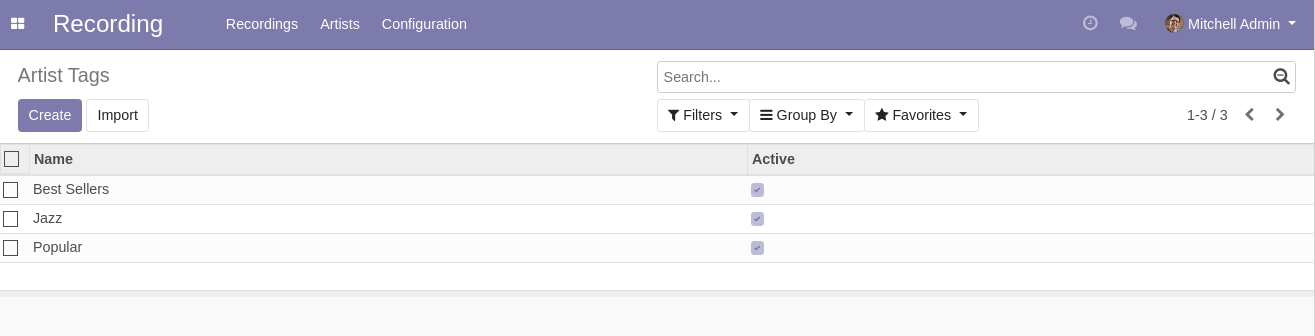 Recording Recordings Artists Configuration Mitchell Admin
Artist Tags Search...
Create Import Filters Group By Favorites 1-3 / 3
Name Active
Best Sellers
Jazz
Popular